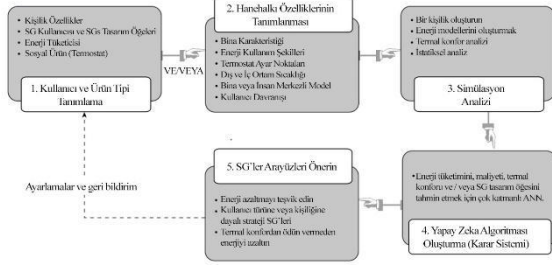 • Kişilik Özellikler
• SG Kullanıcısı ve SGs Tasarım Öğeleri
• Enerji Tüketicisi
• Sosyal Ürün (Termostat)
1. Kullanıcı ve Ürün Tipi
Tanımlama
VE/VEYA
2. Hanehalkı Özelliklerinin
Tanımlanması
• Bina Karakteristiği
• Enerji Kullanım Şekilleri
• Termostat Ayar Noktaları
• Dış ve İç Ortam Sıcaklığı
• Bina veya İnsan Merkezli Model
• Kullanıcı Davranışı
• Bir kişilik oluşturun
• Enerji modellerini oluşturmak
• Termal konfor analizi
• İstatiksel analiz
3. Simülasyon
Analizi
•Enerji tüketimini, maliyeti, termal
konforu ve / veya SG tasarım öğesini
tahmin etmek için çok katmanlı ANN.
4. Yapay Zeka Algoritması
Oluşturma (Karar Sistemi)
5. SG'ler Arayüzleri Önerin
• Enerji azaltmayı teşvik edin
• Kullanıcı türüne veya kişiliğine
dayalı strateji SG'leri
• Termal konfordan ödün vermeden
enerjiyi azaltın
Ayarlamalar ve geri bildirim